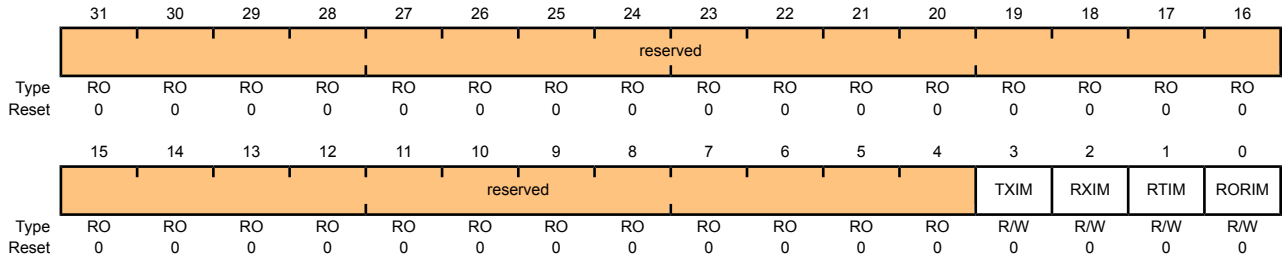 31 30 29 28 27 26 25 24 23 22 21 20 19 18 17 16
reserved
Type RO RO RO RO RO RO RO RO RO RO RO RO RO RO RO RO
Reset 0 0 0 0 0 0 0 0 0 0 0 0 0 0 0 0
15 14 13 12 11 10 9 8 7 6 5 4 3 2 1 0
reserved TXIM RXIM RTIM RORIM
Type RO RO RO RO RO RO RO RO RO RO RO RO R/W R/W R/W R/W
Reset 0 0 0 0 0 0 0 0 0 0 0 0 0 0 0 0